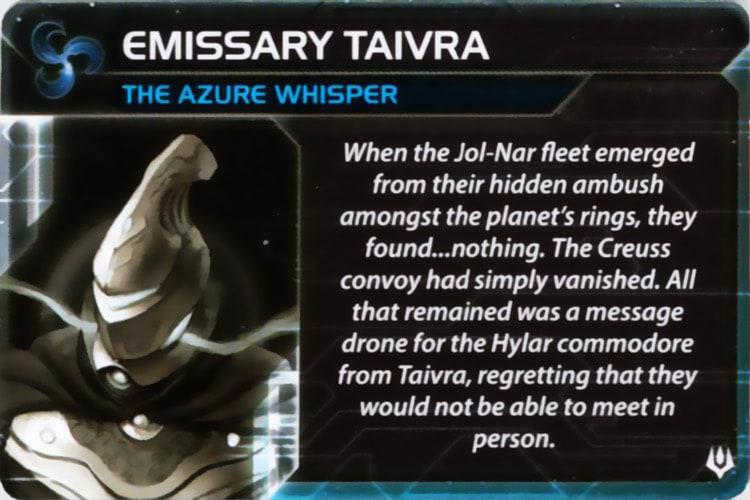 EMISSARY TAIVRA
THE AZURE WHISPER
When the Jol-Nar fleet emerged
from their hidden ambush
amongst the planet's rings, they
found...nothing. The Creuss
convoy had simply vanished. All
that remained was a message
drone for the Hylar commodore
from Taivra, regretting that they
would not be able to meet in
person.